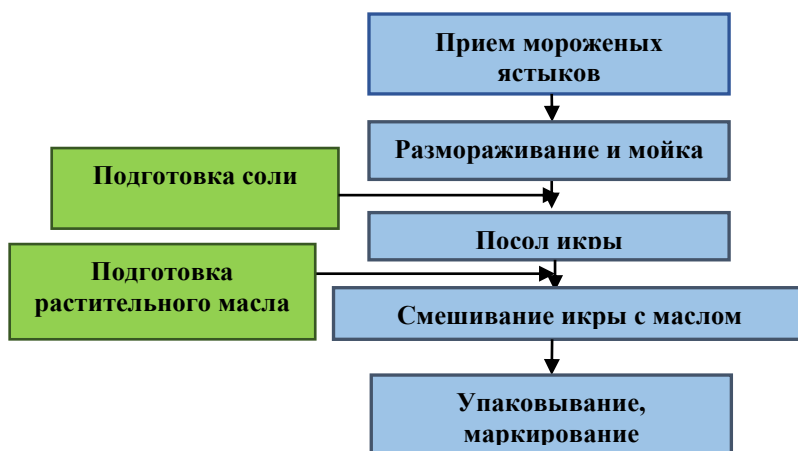 Прием мороженых
ястыков
Размораживание и мойка
Подготовка соли
Посол икры
Подготовка
растительного масла
Смешивание икры с маслом
Упаковывание,
маркирование